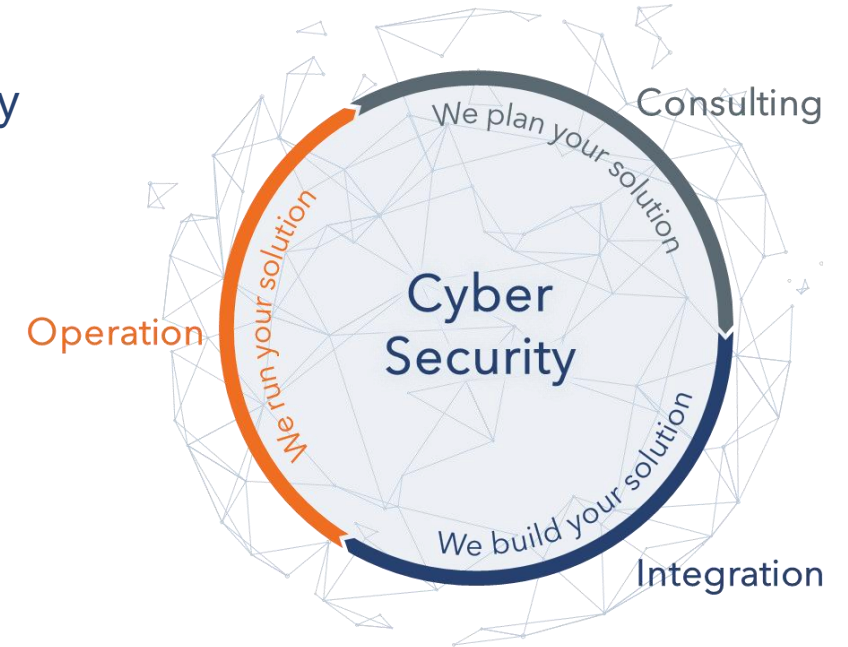 y
Consulting
We plan your solution
Cyber
Security
Operation
We run your solution
We build your solution
Integration